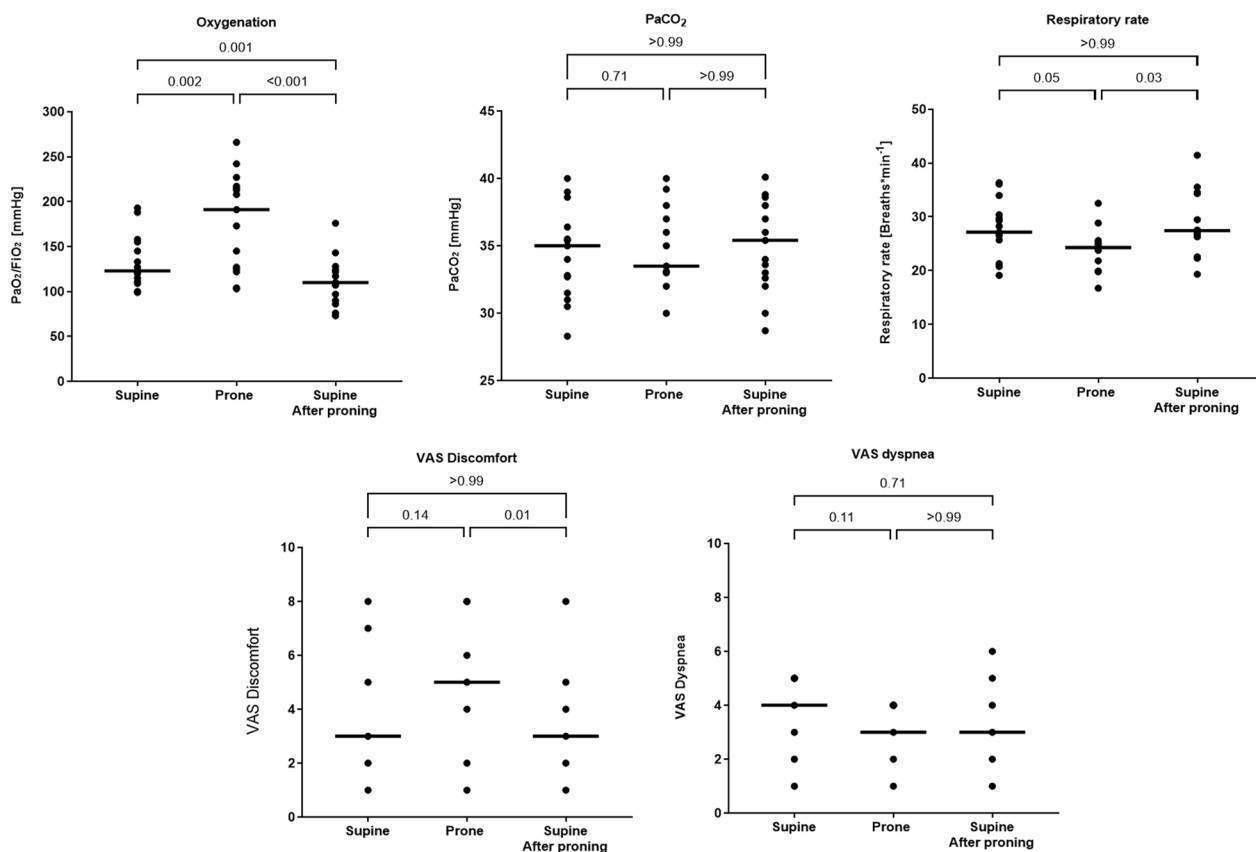 Oxygenation
0.001
0.002
<0.001
PaO₂/FiO₂ [mmHg]
300
250
200
150
100
50
0
Supine
Prone
Supine
After proning
PaCO₂
>0.99
0.71
>0.99
PaCO₂ [mmHg]
45
40
35
30
25
Supine
Prone
Supine
After proning
Respiratory rate
>0.99
0.05
0.03
Respiratory rate [Breaths*min⁻¹]
50
40
30
20
10
0
Supine
Prone
Supine
After proning
VAS Discomfort
>0.99
0.14
0.01
VAS Discomfort
10
8
6
4
2
0
Supine
Prone
Supine
After proning
VAS dyspnea
0.71
0.11
>0.99
VAS Dyspnea
10
8
6
4
2
0
Supine
Prone
Supine
After proning